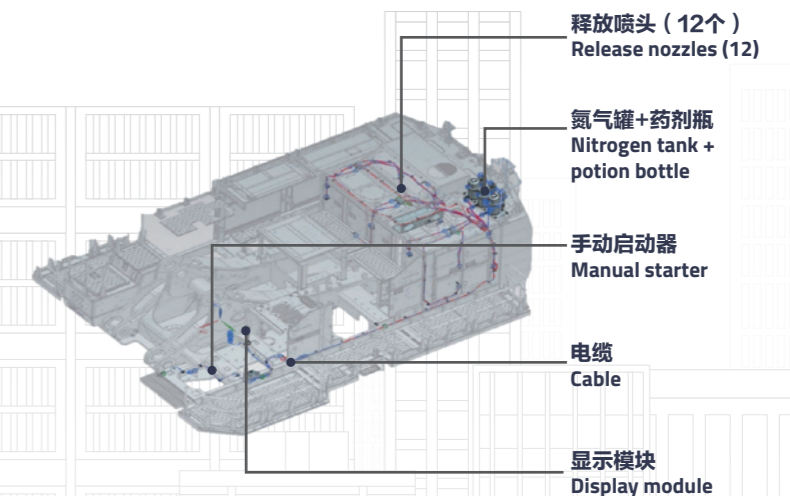 释放喷头（12个）
Release nozzles (12)
氮气罐+药剂瓶
Nitrogen tank +
potion bottle
手动启动器
Manual starter
电缆
Cable
显示模块
Display module